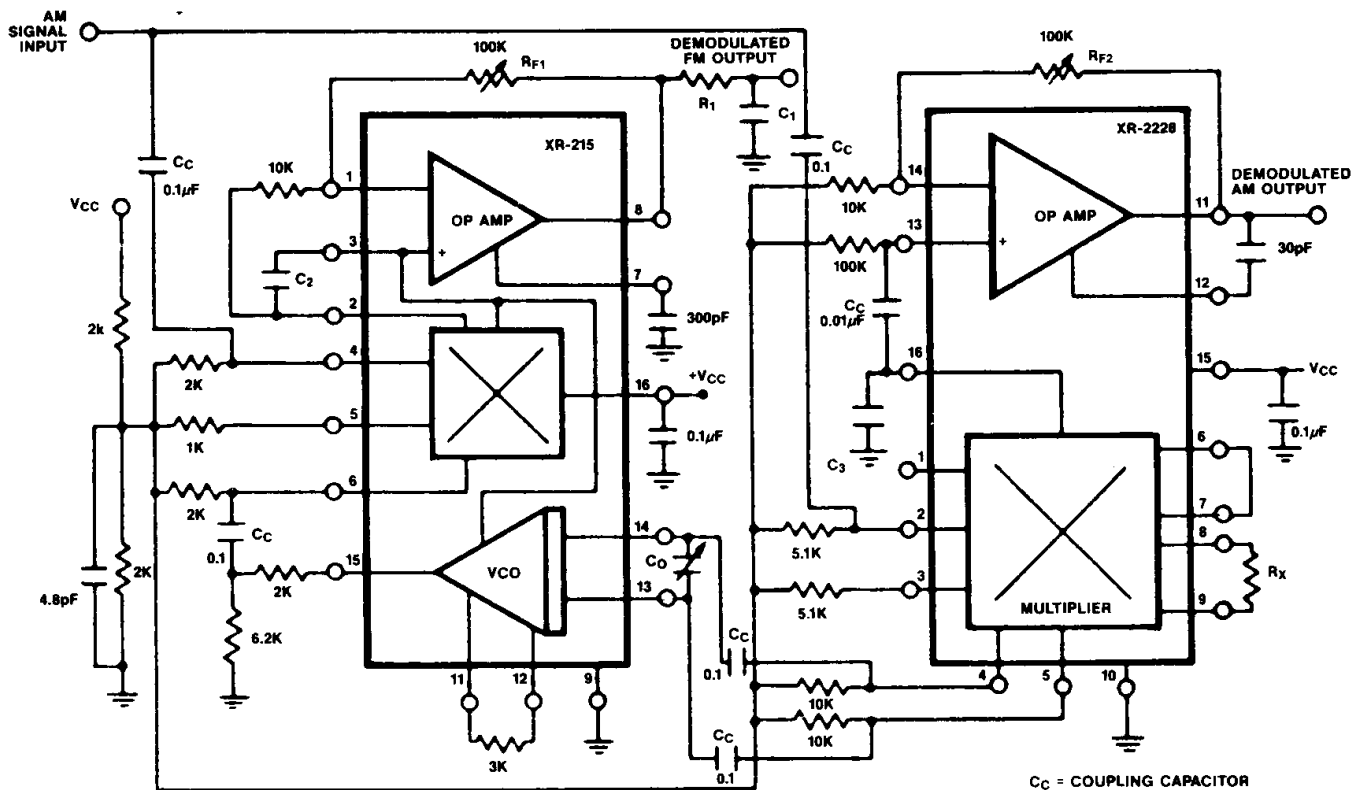 AM
SIGNAL
INPUT
100K
RF1
DEMODULATED
FM OUTPUT
R1
C1
100K
RF2
XR-215
XR-2228
CC
0.1µF
10K
1
OP AMP
8
CC
0.1
10K
14
OP AMP
11
DEMODULATED
AM OUTPUT
VCC
3
+
C2
7
100K
13
+
30pF
12
2
300pF
CC
0.01µF
2k
4
2K
16
+VCC
16
15
VCC
5
1K
0.1µF
C3
1
6
0.1µF
6
2K
7
CC
0.1
14
2
8
5.1K
RX
15
2K
VCO
CO
13
3
9
5.1K
MULTIPLIER
4.8pF
2K
6.2K
CC
0.1
4
5
10
11
12
9
10K
10K
3K
CC
0.1
CC = COUPLING CAPACITOR